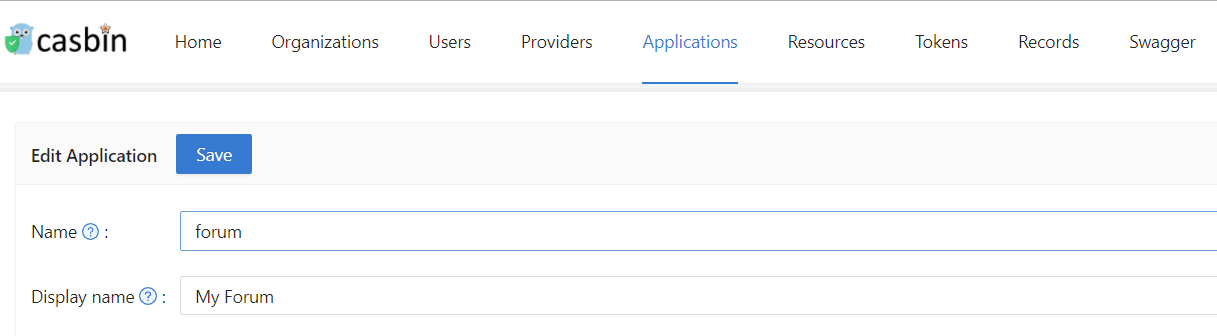 casbin Home Organizations Users Providers Applications Resources Tokens Records Swagger
Edit Application Save
Name ? : forum
Display name ? : My Forum